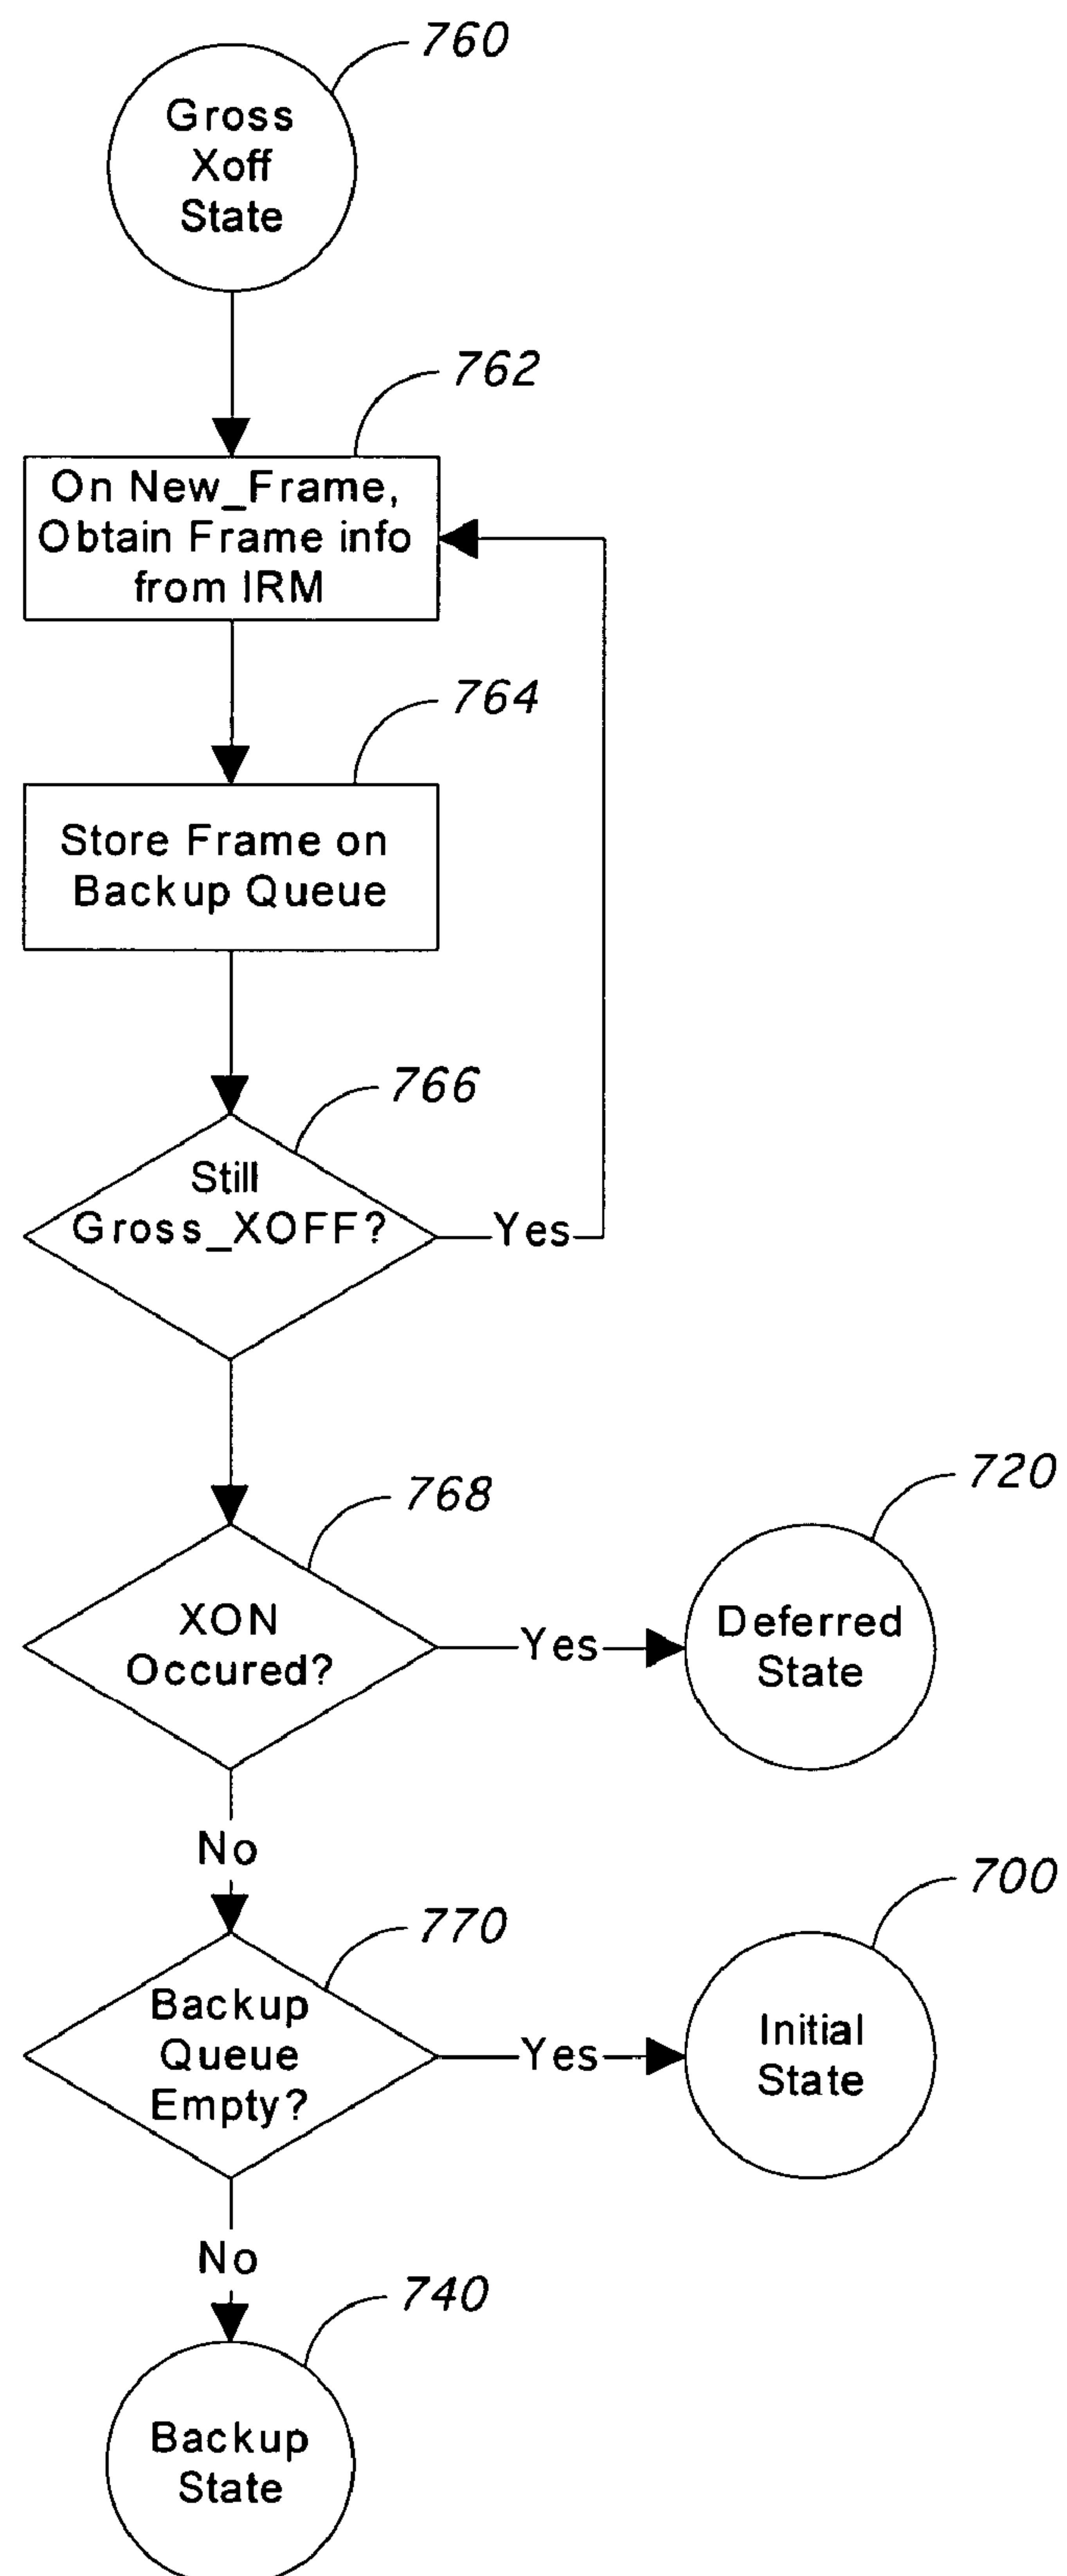 760
Gross
Xoff
State
762
On New_Frame,
Obtain Frame info
from IRM
764
Store Frame on
Backup Queue
766
Still
Gross_XOFF?
Yes
768
XON
Occured?
Yes
720
Deferred
State
No
770
Backup
Queue
Empty?
Yes
700
Initial
State
No
740
Backup
State